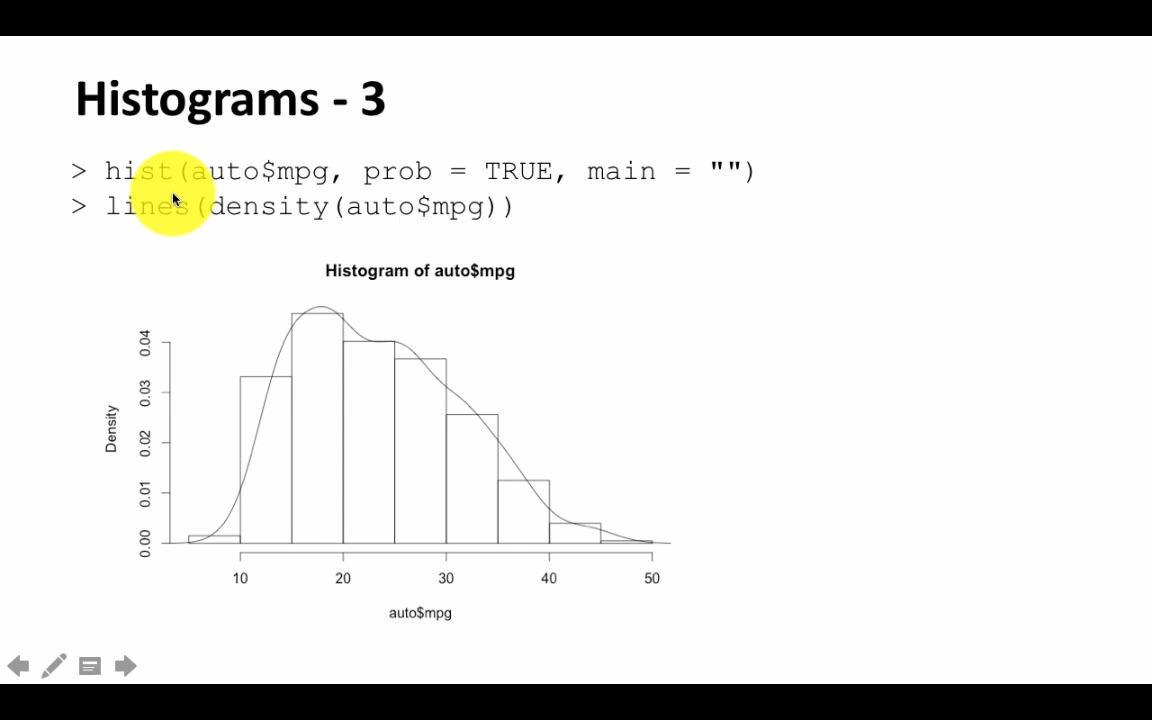 Histograms - 3
> hist(auto$mpg, prob = TRUE, main = "")
> lines(density(auto$mpg))
Histogram of auto$mpg
Density
0.04
0.03
0.02
0.01
0.00
10 20 30 40 50
auto$mpg